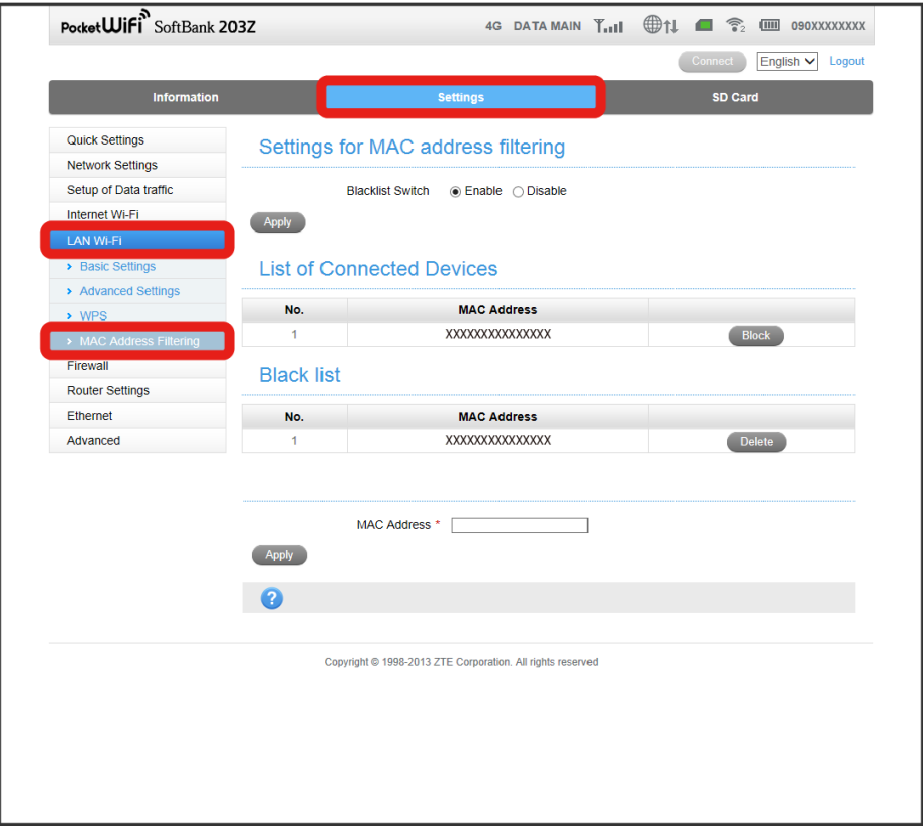 PocketWiFi SoftBank 203Z
4G DATA MAIN 2 090XXXXXXXX
Connect English Logout
Information Settings SD Card
Quick Settings
Network Settings
Setup of Data traffic
Internet Wi-Fi
LAN Wi-Fi
Basic Settings
Advanced Settings
WPS
MAC Address Filtering
Firewall
Router Settings
Ethernet
Advanced
Settings for MAC address filtering
Blacklist Switch Enable Disable
Apply
List of Connected Devices
No. MAC Address
1 XXXXXXXXXXXXXXX Block
Black list
No. MAC Address
1 XXXXXXXXXXXXXXX Delete
MAC Address *
Apply
?
Copyright © 1998-2013 ZTE Corporation. All rights reserved